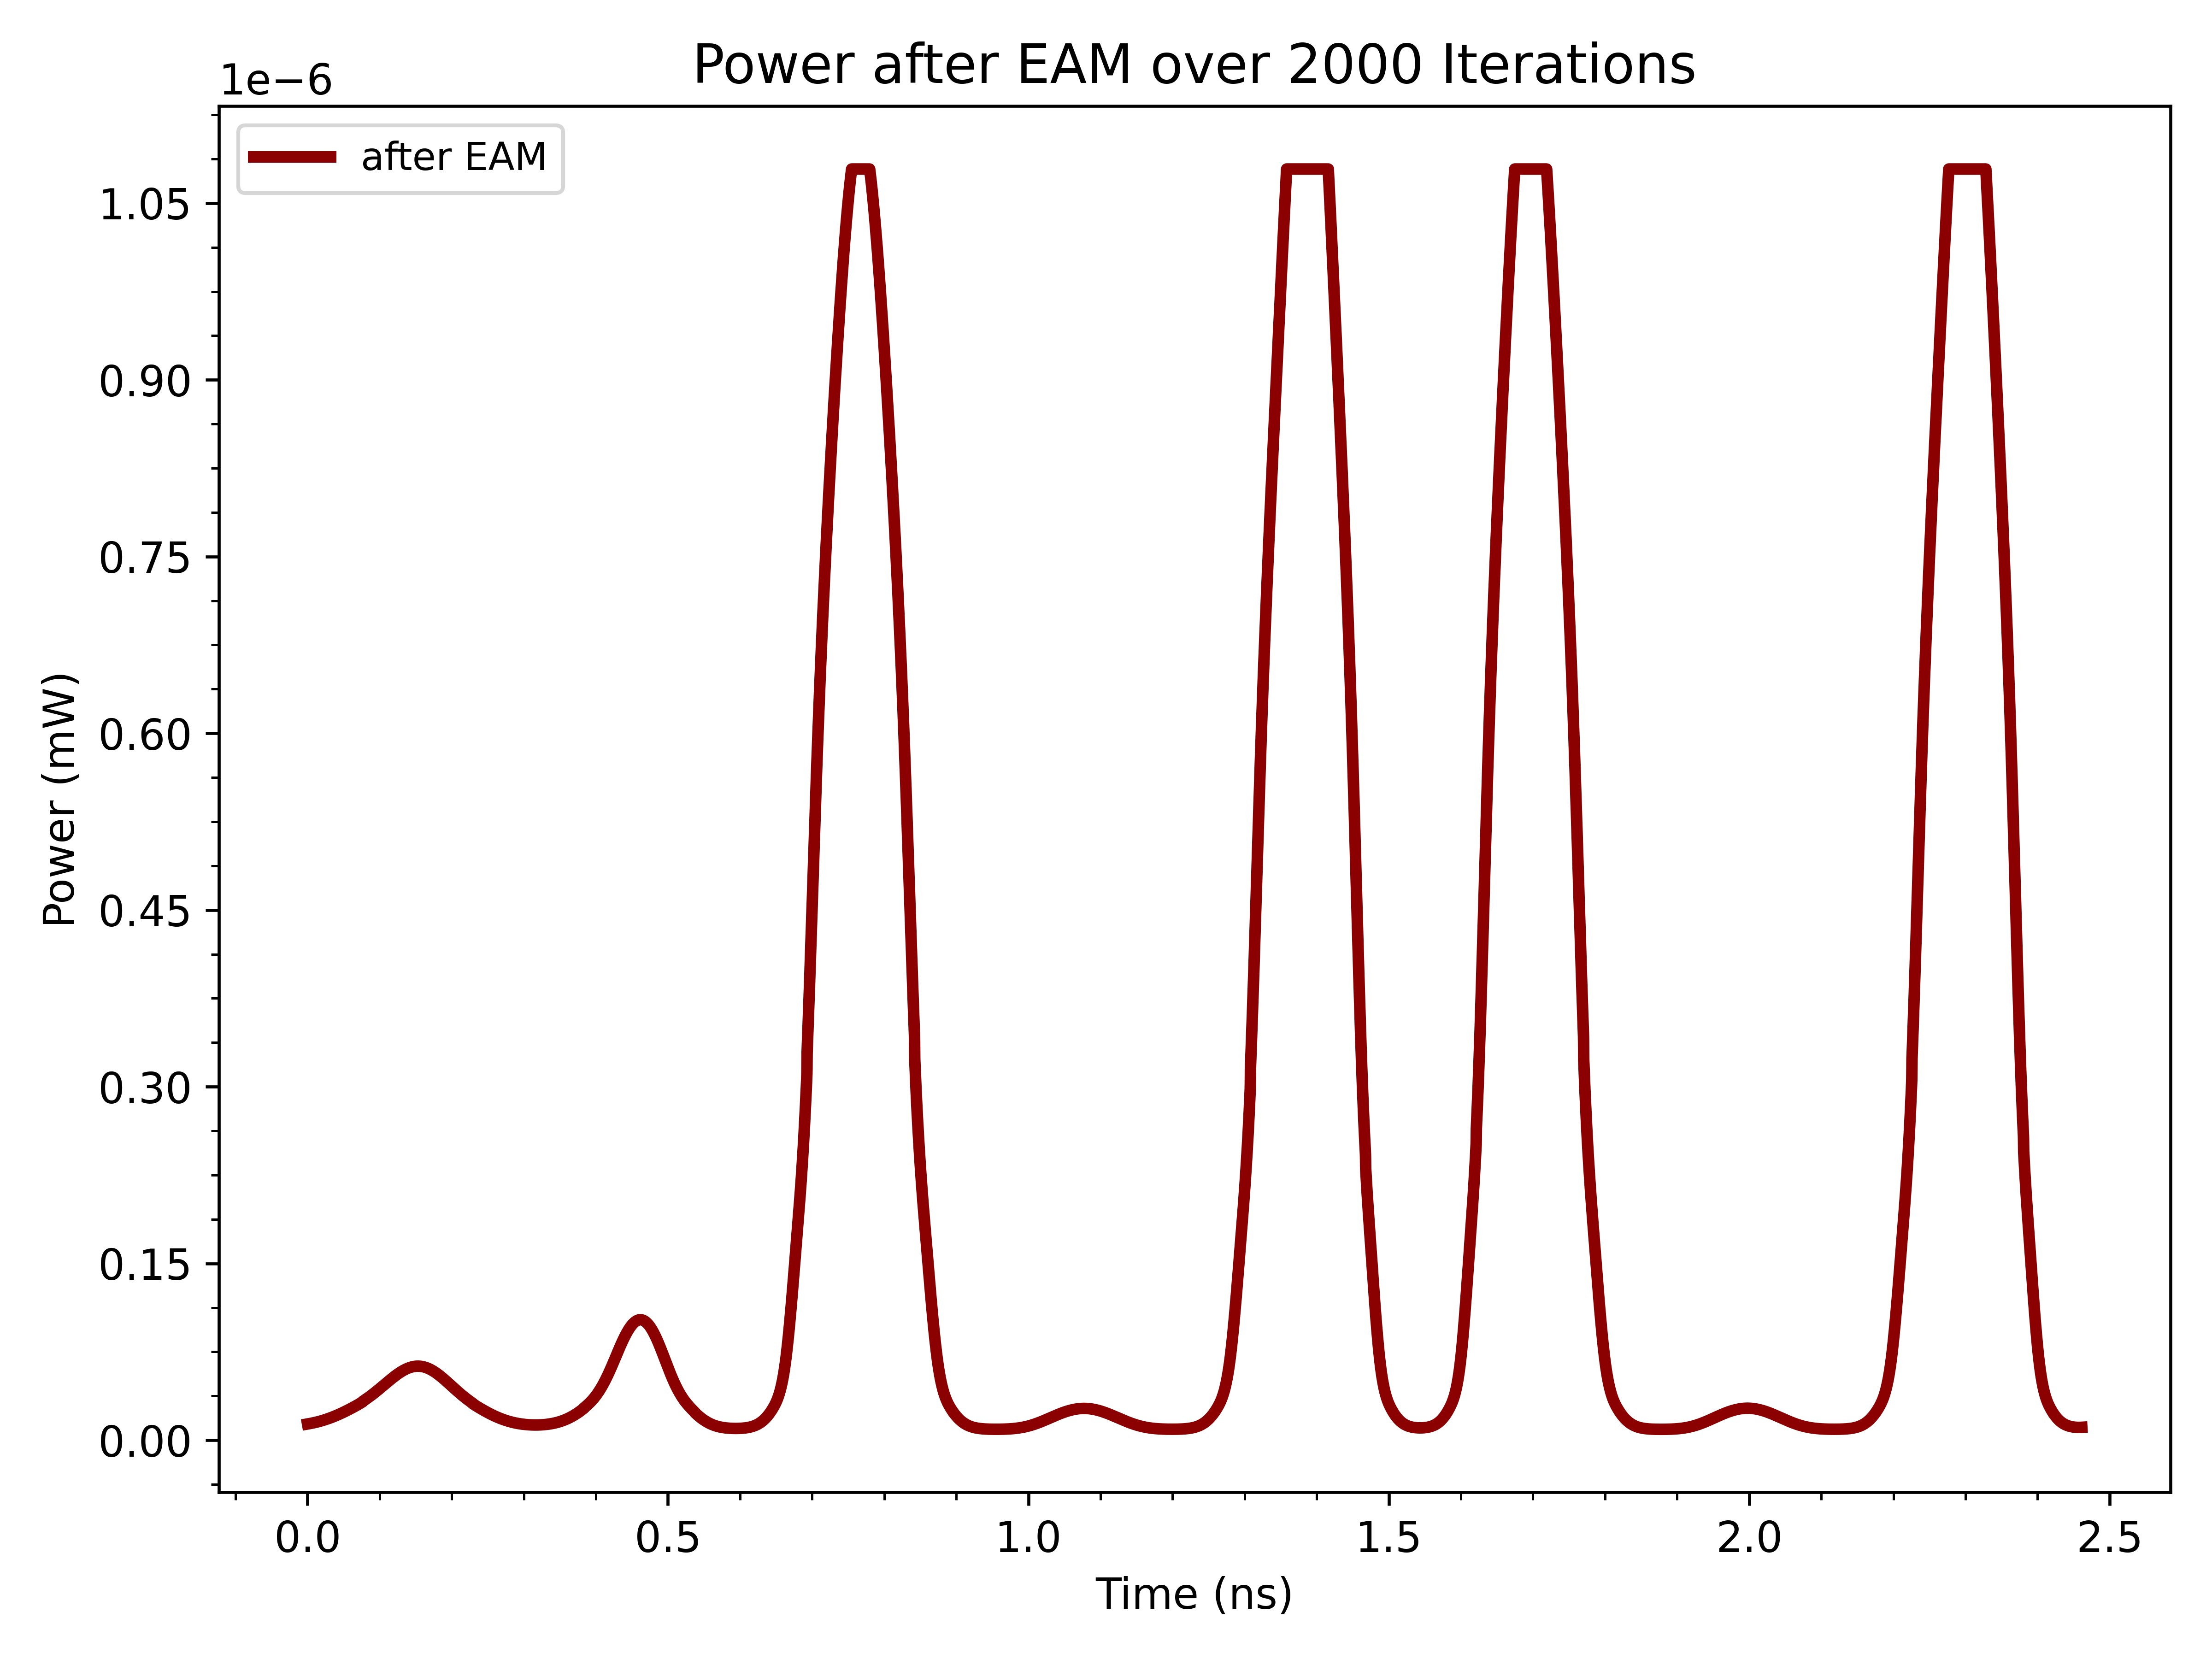 Power after EAM over 2000 Iterations
1e−6
after EAM
1.05
0.90
0.75
0.60
0.45
0.30
0.15
0.00
Power (mW)
0.0 0.5 1.0 1.5 2.0 2.5
Time (ns)